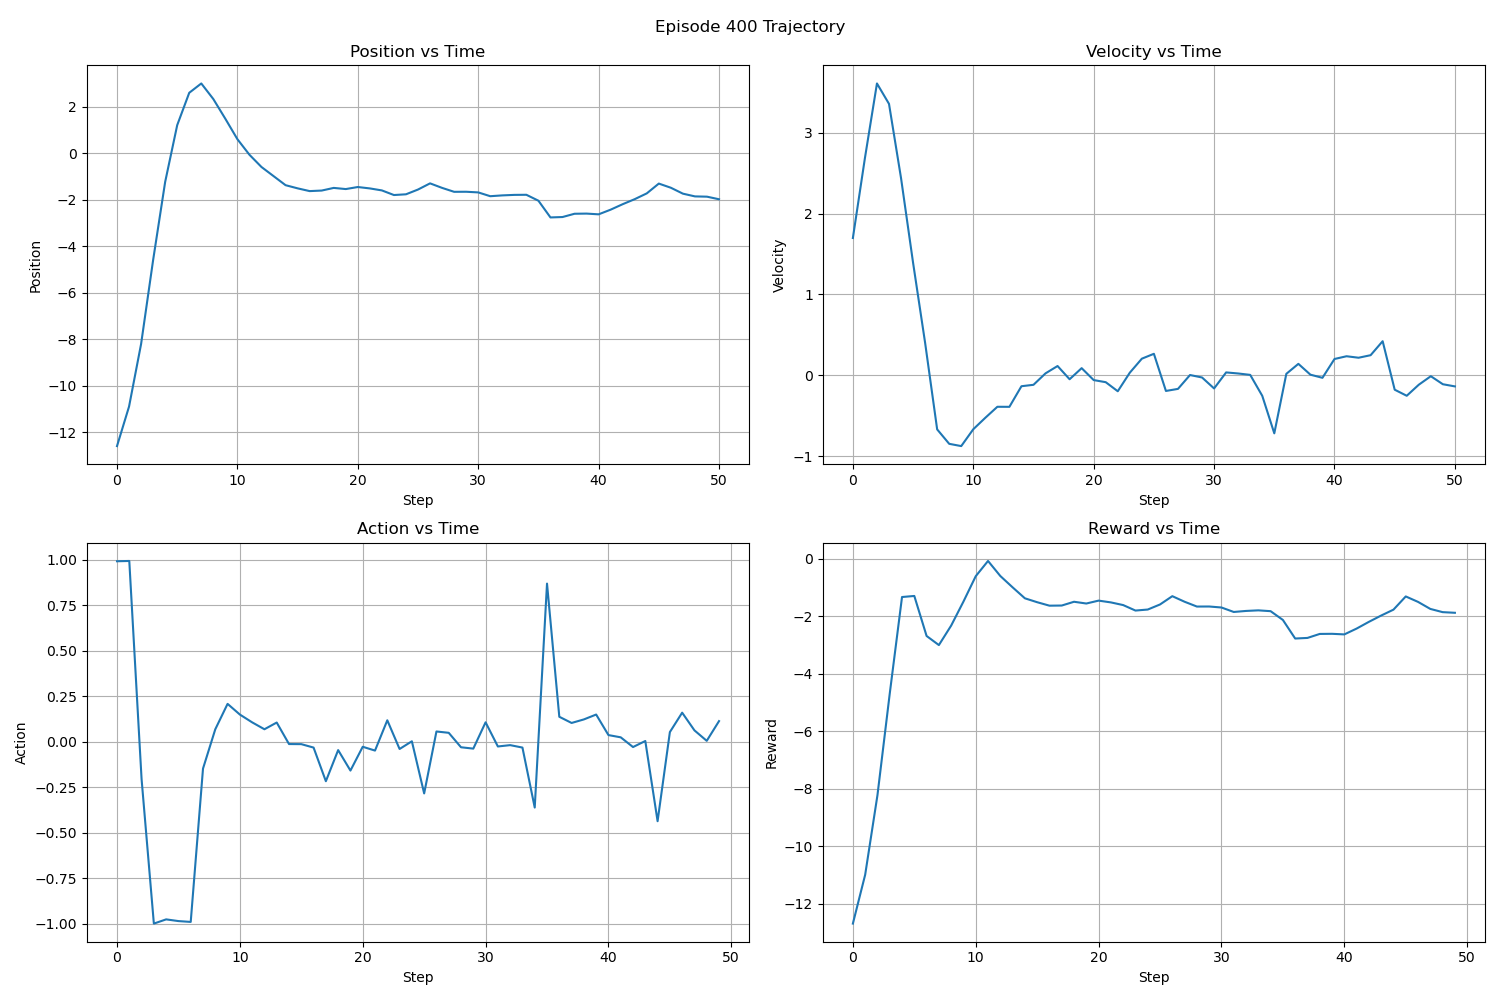 Episode 400 Trajectory
Position vs Time
Velocity vs Time
2
0
−2
−4
−6
−8
−10
−12
Position
0 10 20 30 40 50
Step
3
2
1
0
−1
Velocity
0 10 20 30 40 50
Step
Action vs Time
Reward vs Time
1.00
0.75
0.50
0.25
0.00
−0.25
−0.50
−0.75
−1.00
Action
0 10 20 30 40 50
Step
0
−2
−4
−6
−8
−10
−12
Reward
0 10 20 30 40 50
Step